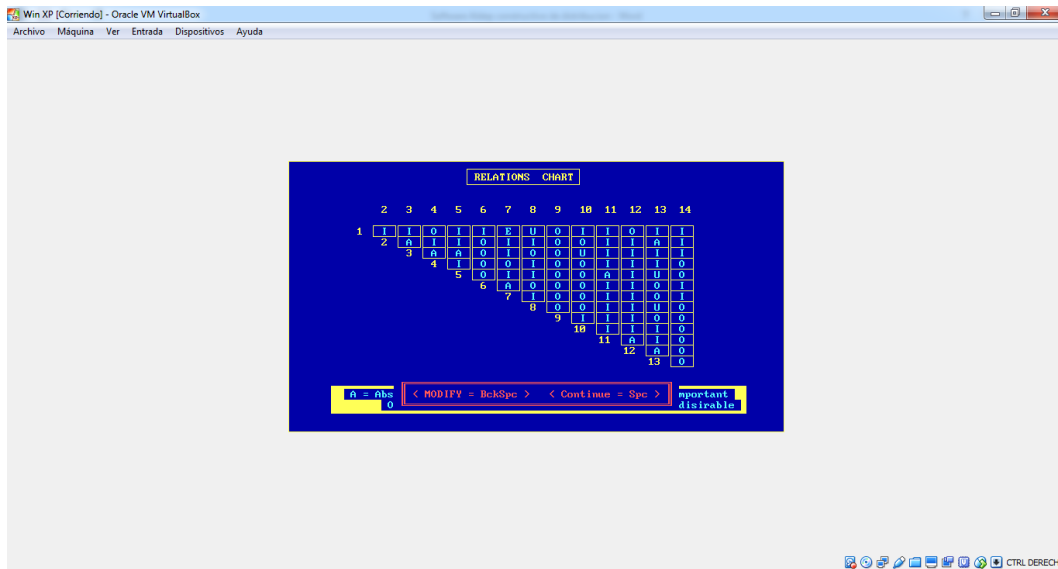 Win XP [Corriendo] - Oracle VM VirtualBox
Archivo Máquina Ver Entrada Dispositivos Ayuda
RELATIONS CHART
2 3 4 5 6 7 8 9 10 11 12 13 14
1 I I O I I E U O I I O I I
2 A I I O I I O O I I A I
3 A A O I O O U I I I I
4 I O O I O O I I I O
5 O I I O O A I U O
6 A O O O I I O I
7 I O O I I O I
8 O O I I U O
9 I I I O O
10 I I I O
11 A I O
12 A O
13 O
A = Abs < MODIFY = BckSpc > < Continue = Spc > mportant
O disirable
CTRL DERECH